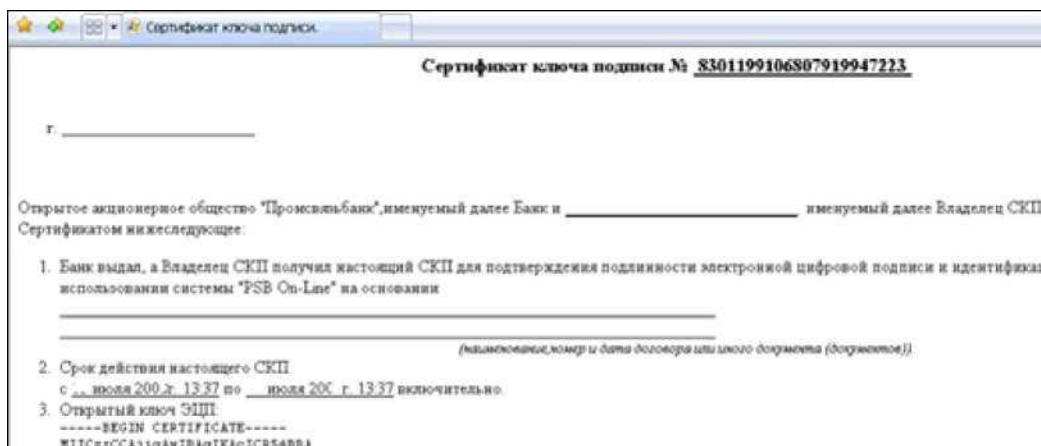 Сертификат ключа подписи.
Сертификат ключа подписи № 8301199106807919947223
г.
Открытое акционерное общество "Промсвязьбанк",именуемый далее Банк и именуемый далее Владелец СКП
Сертификатом нижеследующее:
1. Банк выдал, а Владелец СКП получил настоящий СКП для подтверждения подлинности электронной цифровой подписи и идентифика
использовании системы "PSB On-Line" на основании
(наименование,номер и дата договора или иного документа (документов))
2. Срок действия настоящего СКП
с июля 200 г. 13:37 по июля 200 г. 13:37 включительно.
3. Открытый ключ ЭЦП:
-----BEGIN CERTIFICATE-----